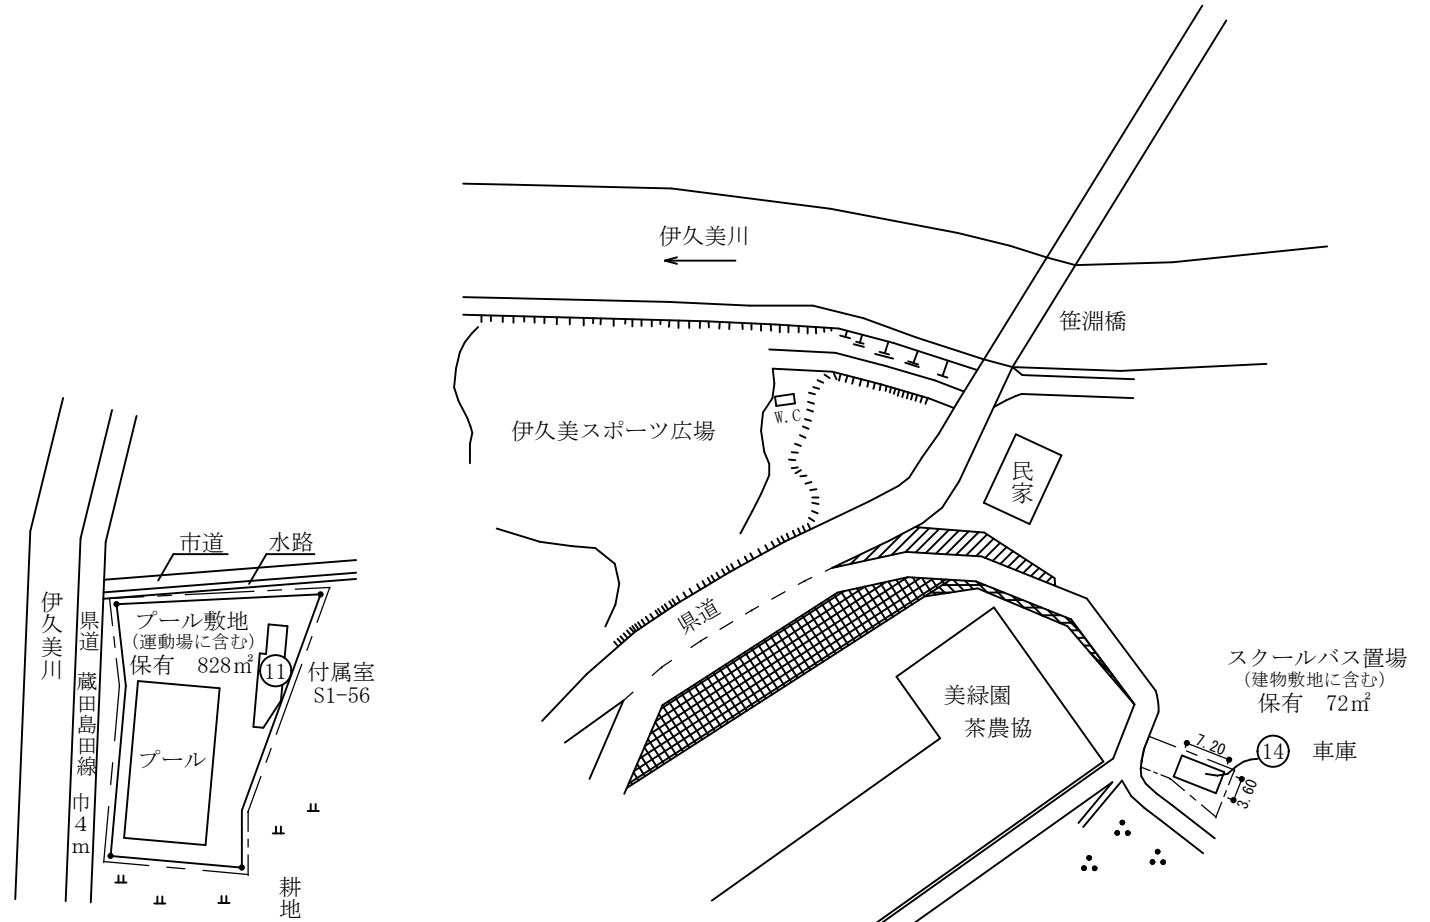 伊久美川
笹淵橋
伊久美スポーツ広場
W.C
民家
県道
美緑園
茶農協
スクールバス置場
(建物敷地に含む)
保有 72㎡
7.20
3.60
14 車庫
市道
水路
伊久美川
県道 蔵田島田線 巾4m
プール敷地
(運動場に含む)
保有 828㎡
11
付属室
S1-56
プール
耕地